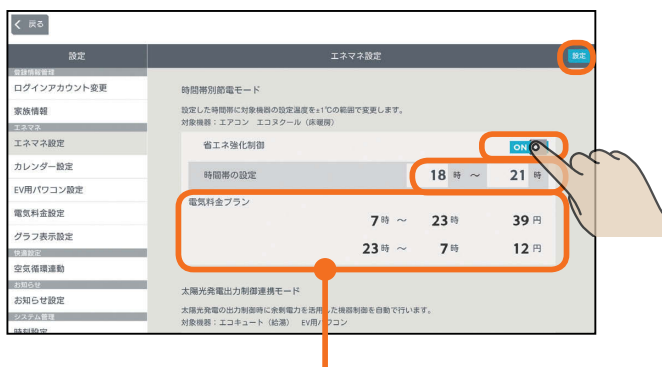 戻る
設定
エネマネ設定
設定
登録情報管理
ログインアカウント変更
家族情報
エネマネ
エネマネ設定
カレンダー設定
EV用パワコン設定
電気料金設定
グラフ表示設定
快適設定
空気循環連動
お知らせ
お知らせ設定
システム管理
時刻設定
時間帯別節電モード
設定した時間帯に対象機器の設定温度を±1℃の範囲で変更します。
対象機器：エアコン エコヌクール（床暖房）
省エネ強化制御
ON
時間帯の設定 18 時 ～ 21 時
電気料金プラン
7時 ～ 23時 39 円
23時 ～ 7時 12 円
太陽光発電出力制御連携モード
太陽光発電の出力制御時に余剰電力を活用した機器制御を自動で行います。
対象機器：エコキュート（給湯） EV用パワコン